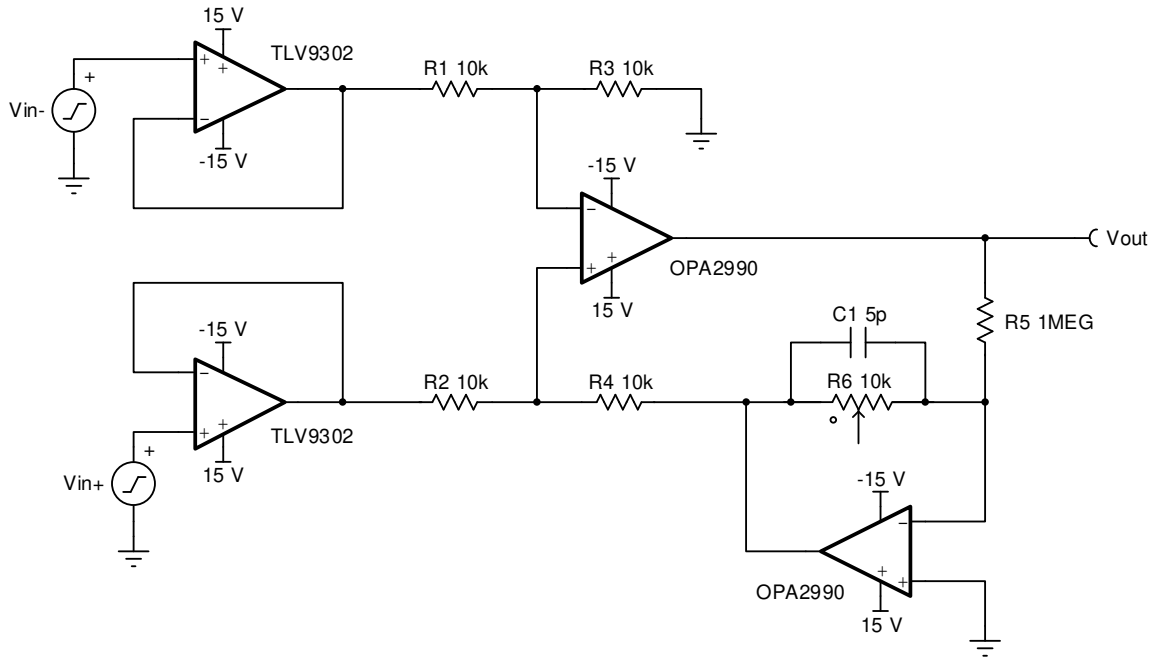 15 V
TLV9302
+
+
+
−
Vin-
-15 V
R1 10k
R3 10k
-15 V
−
+
+
15 V
OPA2990
Vout
R5 1MEG
C1 5p
R6 10k
-15 V
−
+
+
15 V
TLV9302
R2 10k
R4 10k
+
Vin+
-15 V
−
+
+
15 V
OPA2990